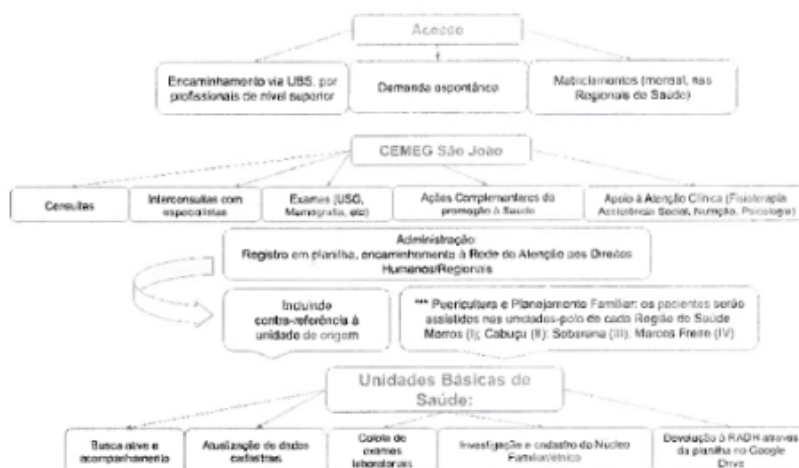 Acesso
Encaminhamento via UBS, por
profissionais de nível superior
Demanda espontânea
Matriciamentos (mensal, nas
Regionais de Saúde)
CEMEG São João
Consultas
Interconsultas com
especialistas
Exames (USG,
Mamografia, etc)
Ações Complementares de
promoção à Saúde
Apoio à Atenção Clínica (Fisioterapia
Assistência Social, Nutrição, Psicologia)
Administração:
Registro em planilha, encaminhamento à Rede de Atenção aos Direitos
Humanos/Regionais
Incluindo
contra-referência à
unidade de origem
*** Puericultura e Planejamento Familiar: os pacientes serão
assistidos nas unidades-polo de cada Região de Saúde
Morros (I); Cabuçu (II); Soberana (III); Marcos Freire (IV)
Unidades Básicas de
Saúde:
Busca ativa e
acompanhamento
Atualização de dados
cadastrais
Coleta de
exames
laboratoriais
Investigação e cadastro do Núcleo
Familiar/étnico
Devolução à RADH através
da planilha no Google
Drive